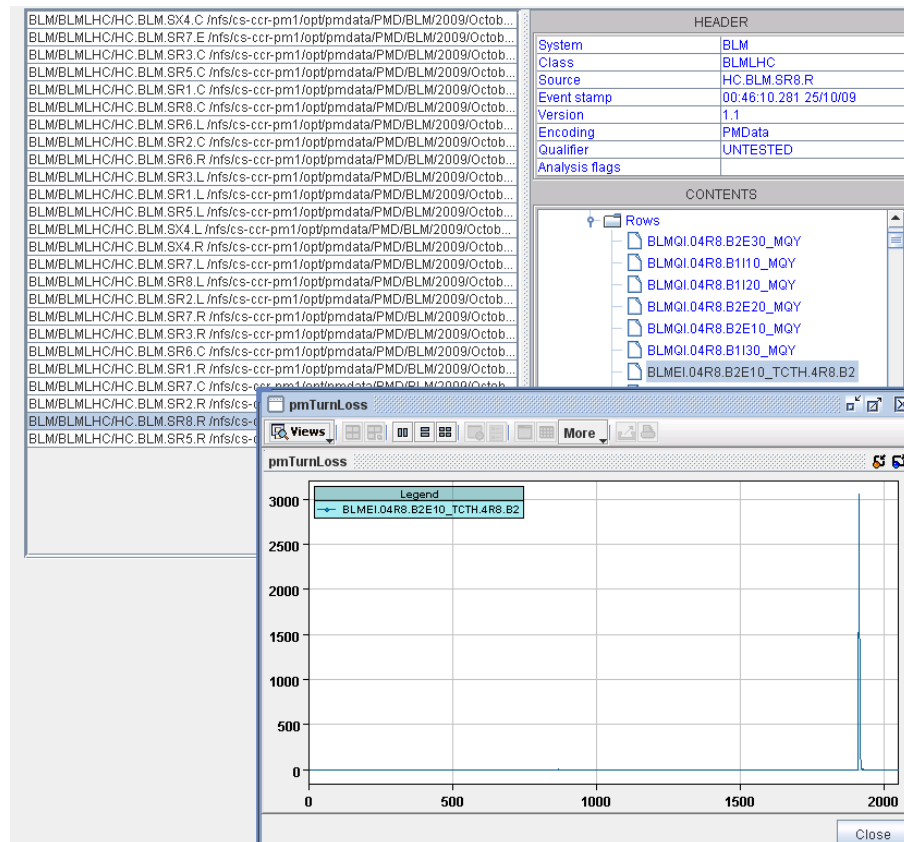 BLM/BLMLHC/HC.BLM.SX4.C /nfs/cs-ccr-pm1/opt/pmdata/PMD/BLM/2009/Octob...
BLM/BLMLHC/HC.BLM.SR7.E /nfs/cs-ccr-pm1/opt/pmdata/PMD/BLM/2009/Octob...
BLM/BLMLHC/HC.BLM.SR3.C /nfs/cs-ccr-pm1/opt/pmdata/PMD/BLM/2009/Octob...
BLM/BLMLHC/HC.BLM.SR5.C /nfs/cs-ccr-pm1/opt/pmdata/PMD/BLM/2009/Octob...
BLM/BLMLHC/HC.BLM.SR1.C /nfs/cs-ccr-pm1/opt/pmdata/PMD/BLM/2009/Octob...
BLM/BLMLHC/HC.BLM.SR8.C /nfs/cs-ccr-pm1/opt/pmdata/PMD/BLM/2009/Octob...
BLM/BLMLHC/HC.BLM.SR6.L /nfs/cs-ccr-pm1/opt/pmdata/PMD/BLM/2009/Octob...
BLM/BLMLHC/HC.BLM.SR2.C /nfs/cs-ccr-pm1/opt/pmdata/PMD/BLM/2009/Octob...
BLM/BLMLHC/HC.BLM.SR6.R /nfs/cs-ccr-pm1/opt/pmdata/PMD/BLM/2009/Octob...
BLM/BLMLHC/HC.BLM.SR3.L /nfs/cs-ccr-pm1/opt/pmdata/PMD/BLM/2009/Octob...
BLM/BLMLHC/HC.BLM.SR1.L /nfs/cs-ccr-pm1/opt/pmdata/PMD/BLM/2009/Octob...
BLM/BLMLHC/HC.BLM.SR5.L /nfs/cs-ccr-pm1/opt/pmdata/PMD/BLM/2009/Octob...
BLM/BLMLHC/HC.BLM.SX4.L /nfs/cs-ccr-pm1/opt/pmdata/PMD/BLM/2009/Octob...
BLM/BLMLHC/HC.BLM.SX4.R /nfs/cs-ccr-pm1/opt/pmdata/PMD/BLM/2009/Octob...
BLM/BLMLHC/HC.BLM.SR7.L /nfs/cs-ccr-pm1/opt/pmdata/PMD/BLM/2009/Octob...
BLM/BLMLHC/HC.BLM.SR8.L /nfs/cs-ccr-pm1/opt/pmdata/PMD/BLM/2009/Octob...
BLM/BLMLHC/HC.BLM.SR2.L /nfs/cs-ccr-pm1/opt/pmdata/PMD/BLM/2009/Octob...
BLM/BLMLHC/HC.BLM.SR7.R /nfs/cs-ccr-pm1/opt/pmdata/PMD/BLM/2009/Octob...
BLM/BLMLHC/HC.BLM.SR3.R /nfs/cs-ccr-pm1/opt/pmdata/PMD/BLM/2009/Octob...
BLM/BLMLHC/HC.BLM.SR6.C /nfs/cs-ccr-pm1/opt/pmdata/PMD/BLM/2009/Octob...
BLM/BLMLHC/HC.BLM.SR1.R /nfs/cs-ccr-pm1/opt/pmdata/PMD/BLM/2009/Octob...
BLM/BLMLHC/HC.BLM.SR7.C /nfs/cs-ccr-pm1/opt/pmdata/PMD/BLM/2009/Octob...
BLM/BLMLHC/HC.BLM.SR2.R /nfs/cs-
BLM/BLMLHC/HC.BLM.SR8.R /nfs/cs-
BLM/BLMLHC/HC.BLM.SR5.R /nfs/cs-
HEADER
System BLM
Class BLMLHC
Source HC.BLM.SR8.R
Event stamp 00:46:10.281 25/10/09
Version 1.1
Encoding PMData
Qualifier UNTESTED
Analysis flags
CONTENTS
Rows
BLMQI.04R8.B2E30_MQY
BLMQI.04R8.B1I10_MQY
BLMQI.04R8.B1I20_MQY
BLMQI.04R8.B2E20_MQY
BLMQI.04R8.B2E10_MQY
BLMQI.04R8.B1I30_MQY
BLMEI.04R8.B2E10_TCTH.4R8.B2
pmTurnLoss
Views More
pmTurnLoss
Legend
BLMEI.04R8.B2E10_TCTH.4R8.B2
3000
2500
2000
1500
1000
500
0
0 500 1000 1500 2000
Close